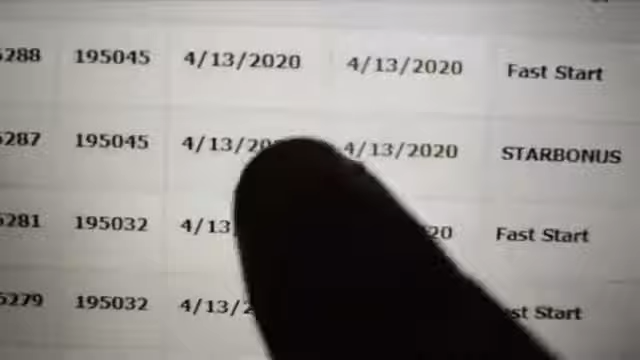 5288 195045 4/13/2020 4/13/2020 Fast Start
5287 195045 4/13/20 4/13/2020 STARBONUS
5281 195032 4/13 20 Fast Start
5279 195032 4/13/2 st Start